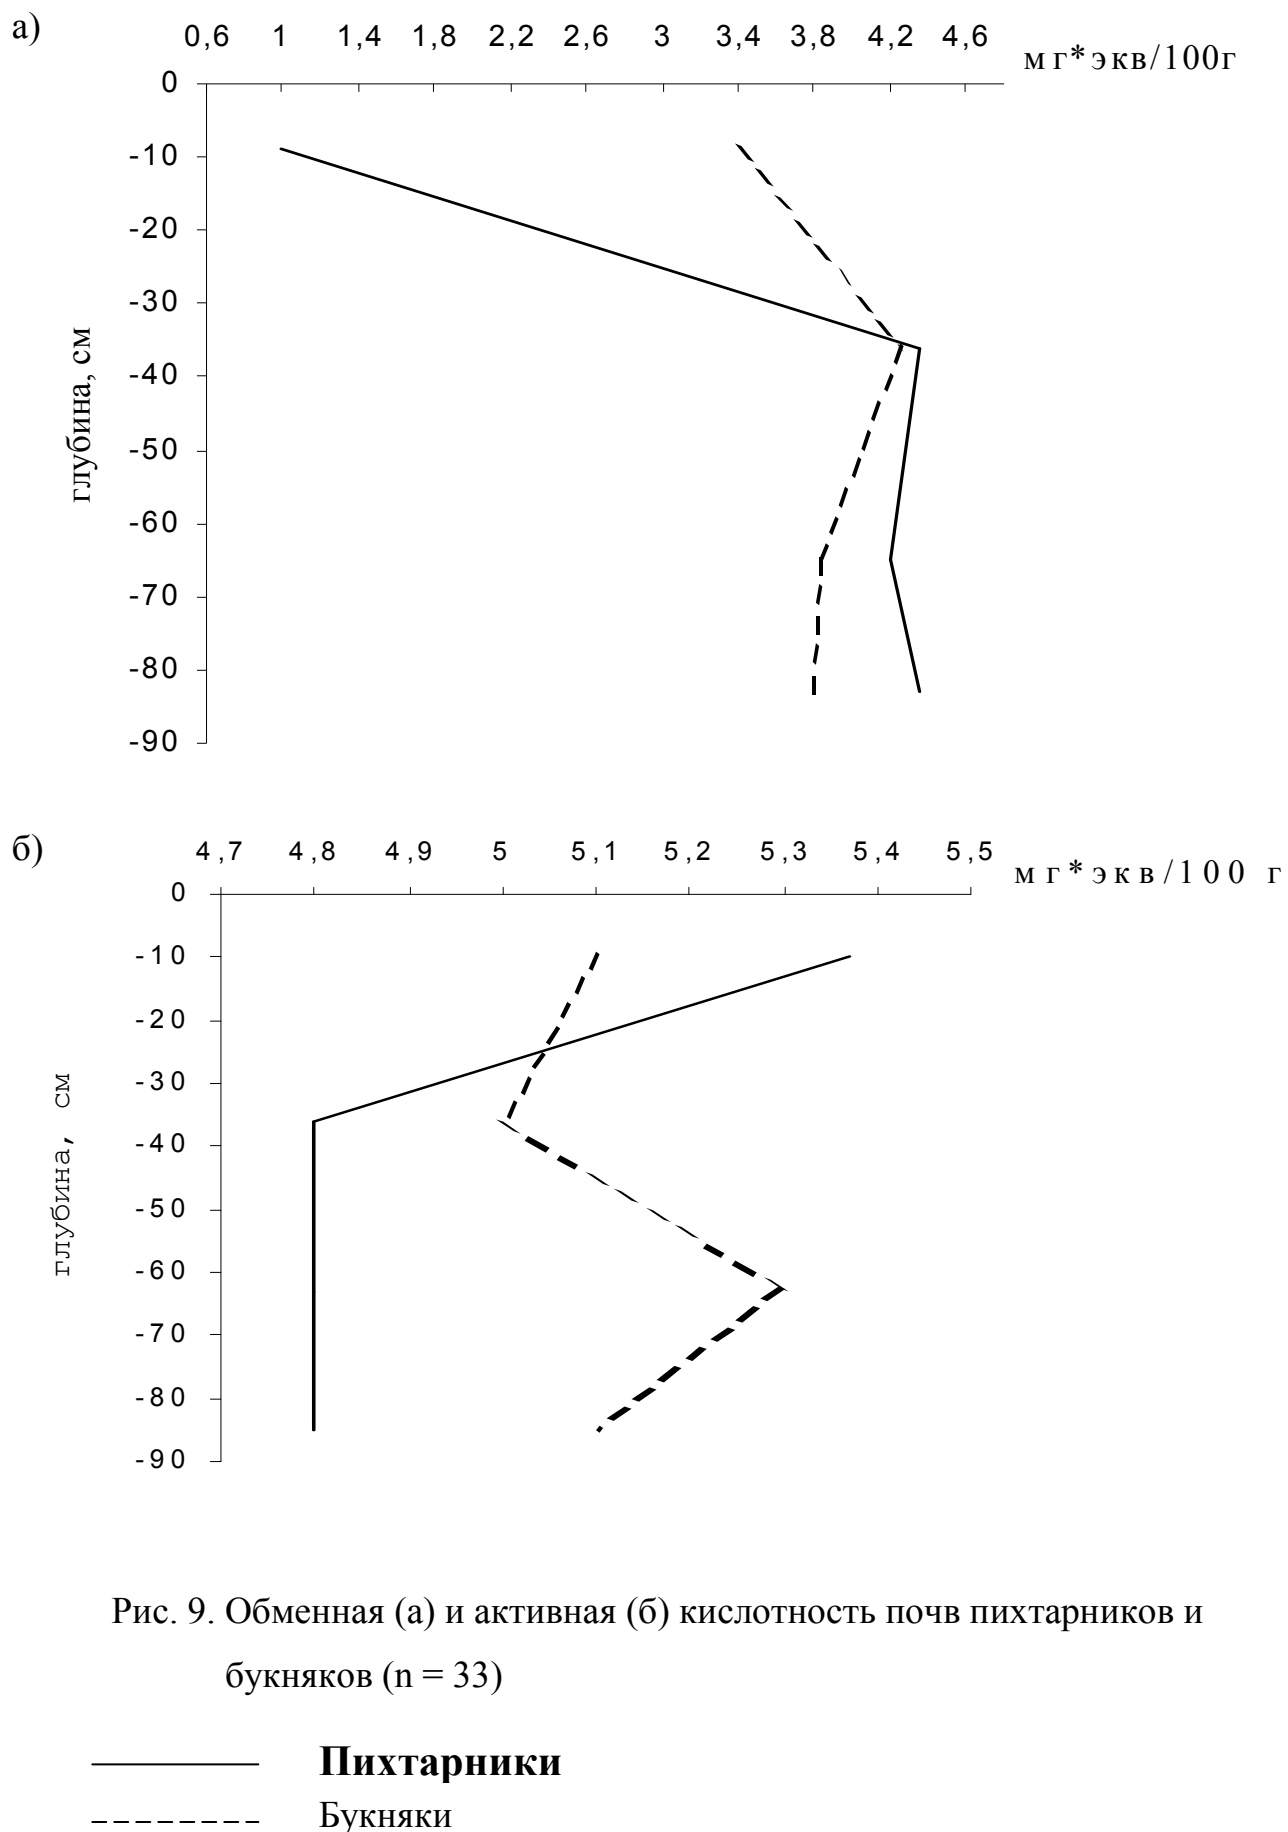 а)
0,6 1 1,4 1,8 2,2 2,6 3 3,4 3,8 4,2 4,6
мг*экв/100г
0
-10
-20
-30
-40
-50
-60
-70
-80
-90
глубина, см
б)
4,7 4,8 4,9 5 5,1 5,2 5,3 5,4 5,5
мг*экв/100 г
0
-10
-20
-30
-40
-50
-60
-70
-80
-90
глубина, см
Рис. 9. Обменная (а) и активная (б) кислотность почв пихтарников и
букняков (n = 33)
Пихтарники
Букняки